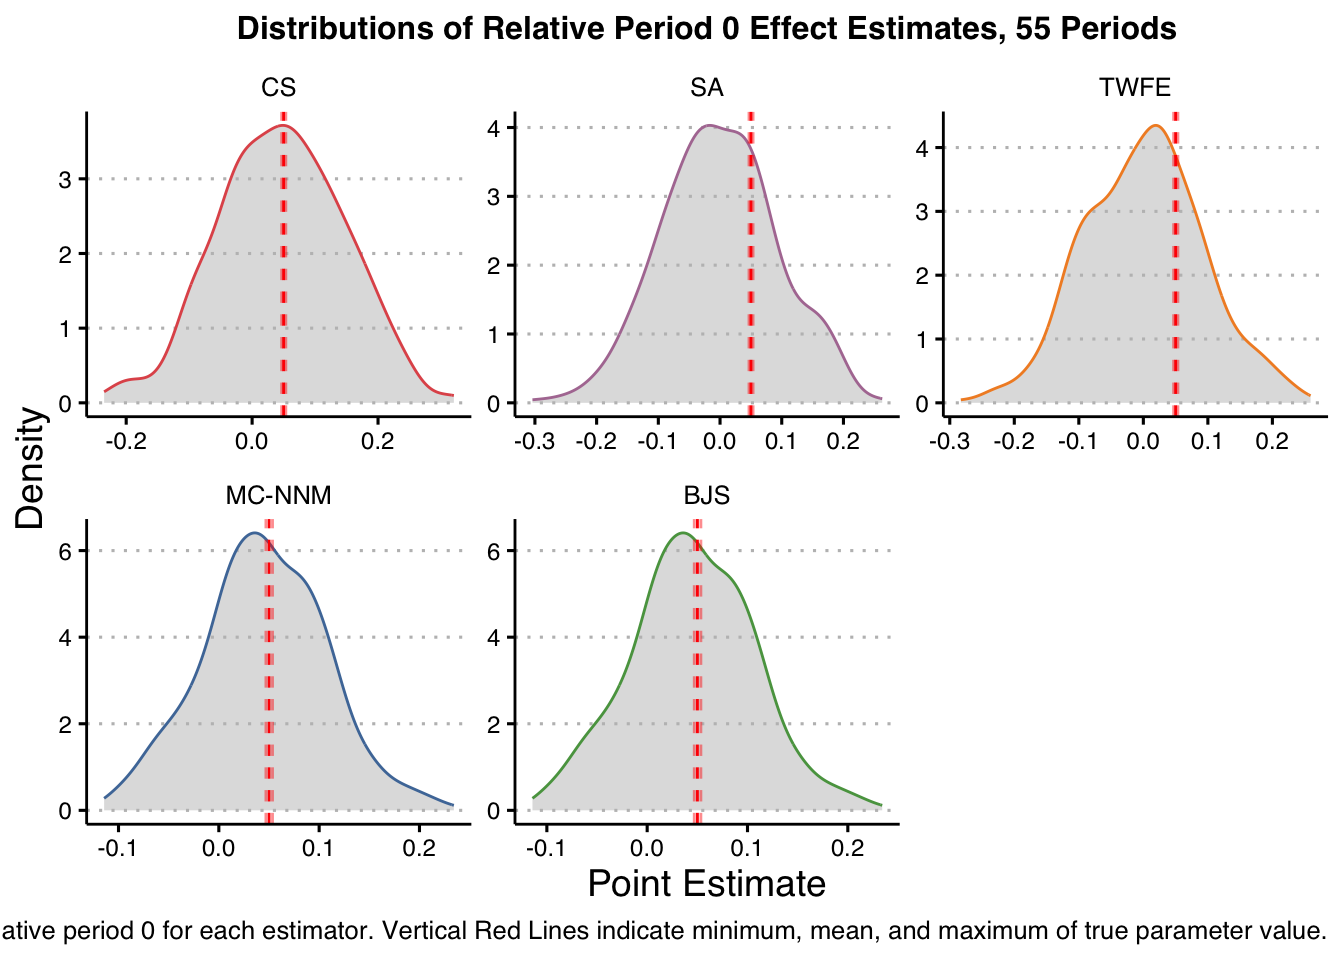 Distributions of Relative Period 0 Effect Estimates, 55 Periods
CS
SA
TWFE
3
2
1
0
4
3
2
1
0
4
3
2
1
0
-0.2 0.0 0.2
-0.3 -0.2 -0.1 0.0 0.1 0.2
-0.3 -0.2 -0.1 0.0 0.1 0.2
Density
MC-NNM
BJS
6
4
2
0
6
4
2
0
-0.1 0.0 0.1 0.2
-0.1 0.0 0.1 0.2
Point Estimate
ative period 0 for each estimator. Vertical Red Lines indicate minimum, mean, and maximum of true parameter value.